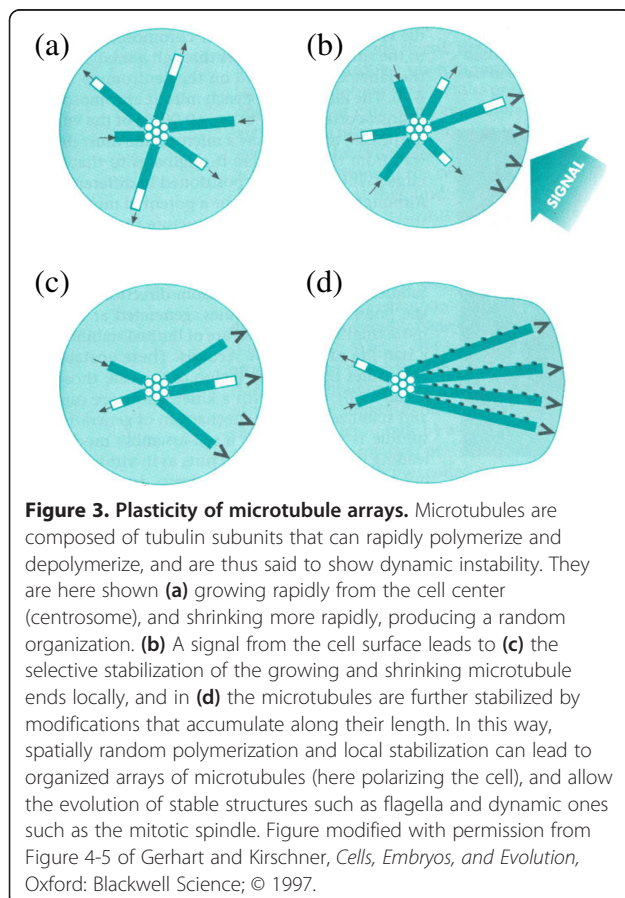 (a)
(b)
SIGNAL
(c)
(d)
Figure 3. Plasticity of microtubule arrays. Microtubules are
composed of tubulin subunits that can rapidly polymerize and
depolymerize, and are thus said to show dynamic instability. They
are here shown (a) growing rapidly from the cell center
(centrosome), and shrinking more rapidly, producing a random
organization. (b) A signal from the cell surface leads to (c) the
selective stabilization of the growing and shrinking microtubule
ends locally, and in (d) the microtubules are further stabilized by
modifications that accumulate along their length. In this way,
spatially random polymerization and local stabilization can lead to
organized arrays of microtubules (here polarizing the cell), and allow
the evolution of stable structures such as flagella and dynamic ones
such as the mitotic spindle. Figure modified with permission from
Figure 4-5 of Gerhart and Kirschner, Cells, Embryos, and Evolution,
Oxford: Blackwell Science; © 1997.